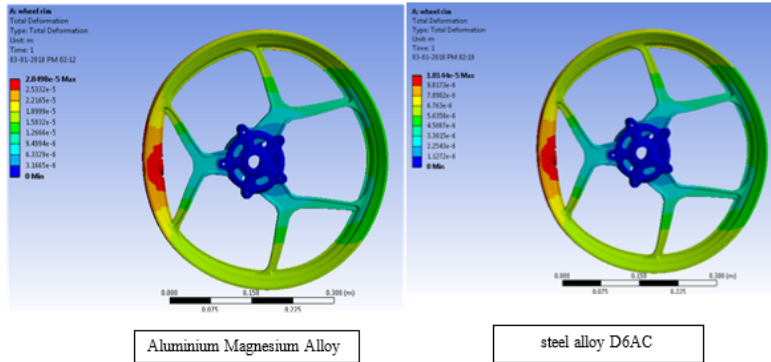 A: wheel rim
Total Deformation
Type: Total Deformation
Unit: m
Time: 1
03-01-2018 PM 02:12
2.8498e-5 Max
2.5332e-5
2.2165e-5
1.8999e-5
1.5832e-5
1.2666e-5
9.4994e-6
6.3329e-6
3.1665e-6
0 Min
0.000
0.150
0.300 (m)
0.075
0.225
Aluminium Magnesium Alloy
A: wheel rim
Total Deformation
Type: Total Deformation
Unit: m
Time: 1
03-01-2018 PM 02:18
1.0144e-5 Max
9.0173e-6
7.8902e-6
6.763e-6
5.6358e-6
4.5087e-6
3.3815e-6
2.2543e-6
1.1272e-6
0 Min
0.000
0.150
0.300 (m)
0.075
0.225
steel alloy D6AC